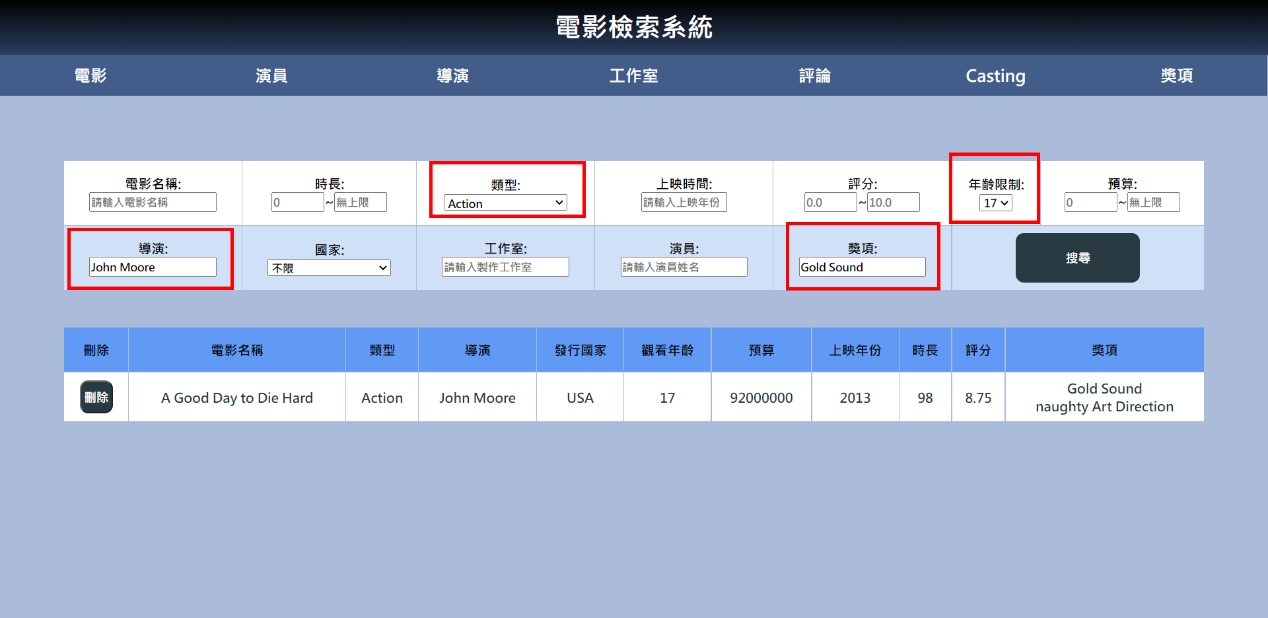 電影檢索系統
電影 演員 導演 工作室 評論 Casting 獎項
電影名稱: 時長: 類型: 上映時間: 評分: 年齡限制: 預算:
請輸入電影名稱 0 ~ 無上限 Action 請輸入上映年份 0.0 ~ 10.0 17 0 ~ 無上限
導演: 國家: 工作室: 演員: 獎項:
John Moore 不限 請輸入製作工作室 請輸入演員姓名 Gold Sound 搜尋
刪除 電影名稱 類型 導演 發行國家 觀看年齡 預算 上映年份 時長 評分 獎項
刪除 A Good Day to Die Hard Action John Moore USA 17 92000000 2013 98 8.75 Gold Sound
naughty Art Direction